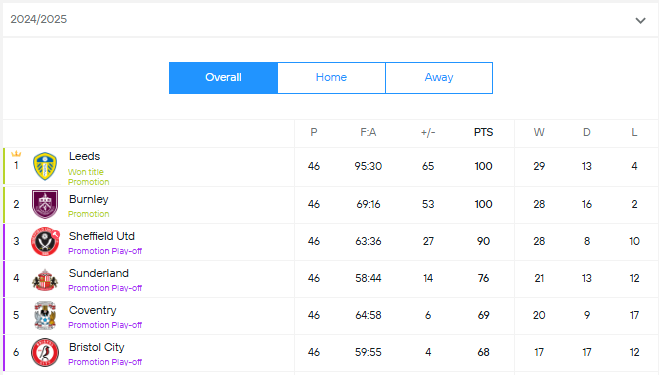 2024/2025
Overall Home Away
P F:A +/- PTS W D L
1 Leeds 46 95:30 65 100 29 13 4
Won title
Promotion
2 Burnley 46 69:16 53 100 28 16 2
Promotion
3 Sheffield Utd 46 63:36 27 90 28 8 10
Promotion Play-off
4 Sunderland 46 58:44 14 76 21 13 12
Promotion Play-off
5 Coventry 46 64:58 6 69 20 9 17
Promotion Play-off
6 Bristol City 46 59:55 4 68 17 17 12
Promotion Play-off